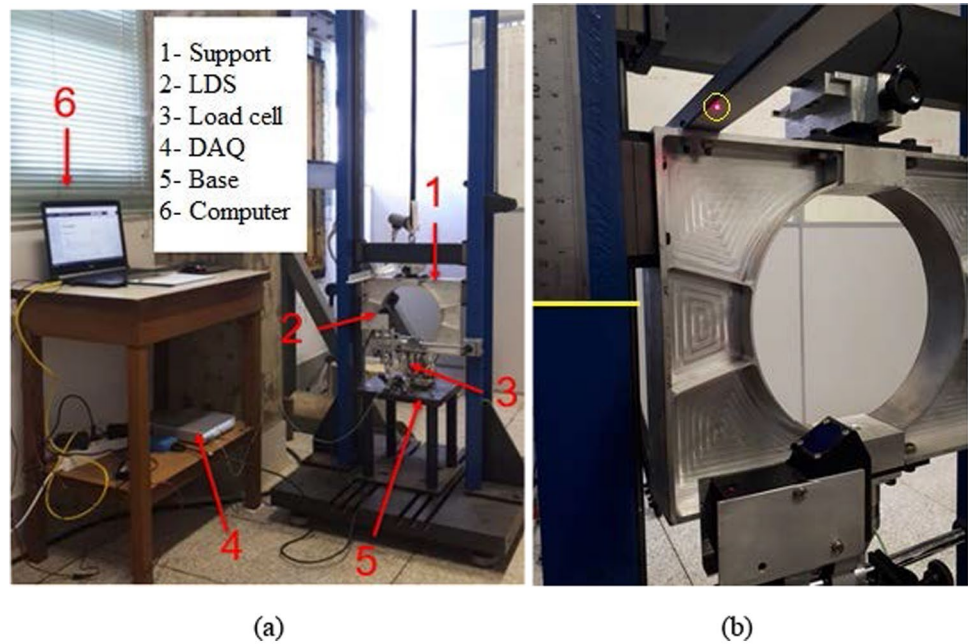 1- Support
2- LDS
3- Load cell
4- DAQ
5- Base
6- Computer
6
1
2
3
4
5
(a)
(b)